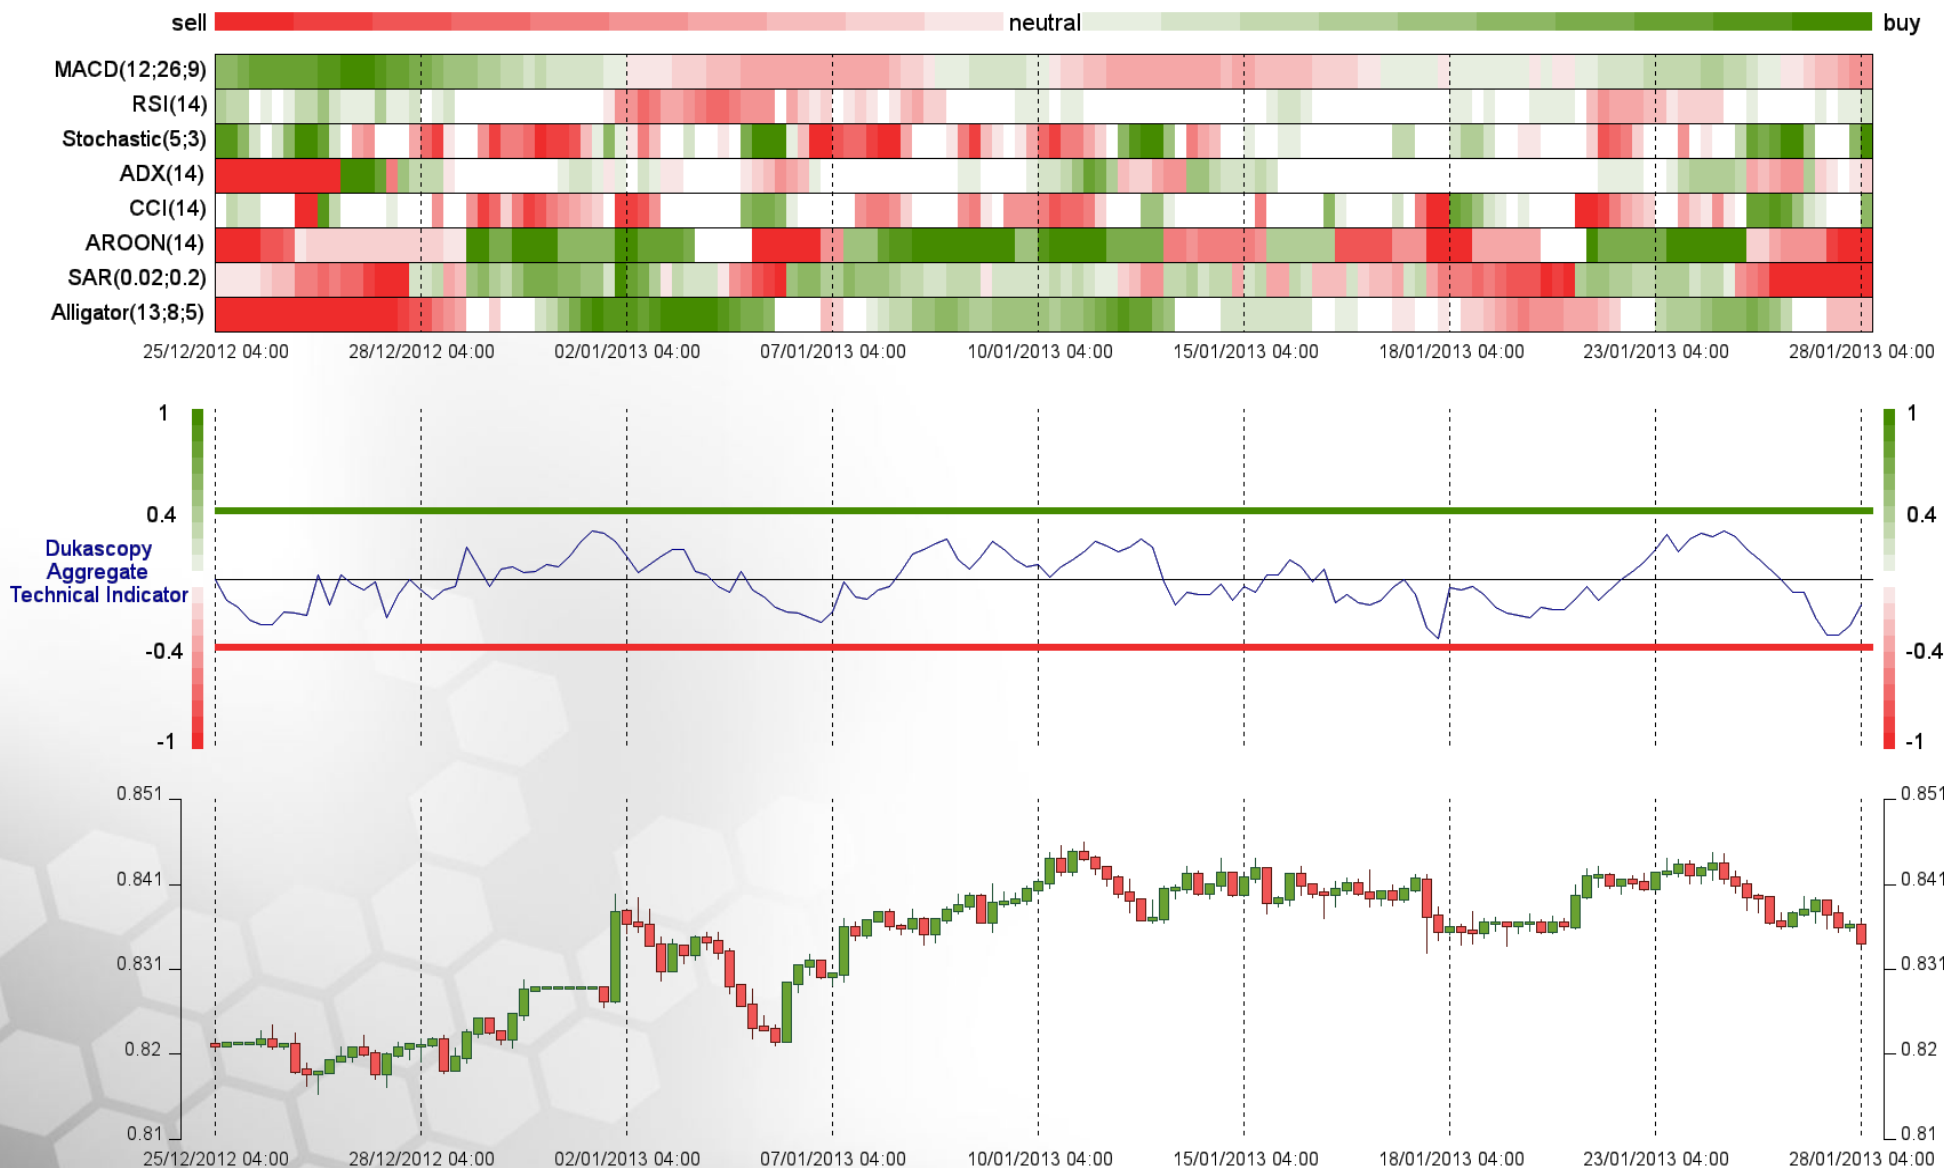 sell neutral buy
MACD(12;26;9)
RSI(14)
Stochastic(5;3)
ADX(14)
CCI(14)
AROON(14)
SAR(0.02;0.2)
Alligator(13;8;5)
25/12/2012 04:00 28/12/2012 04:00 02/01/2013 04:00 07/01/2013 04:00 10/01/2013 04:00 15/01/2013 04:00 18/01/2013 04:00 23/01/2013 04:00 28/01/2013 04:00
1 1
0.4 0.4
Dukascopy
Aggregate
Technical Indicator
-0.4 -0.4
-1 -1
0.851 0.851
0.841 0.841
0.831 0.831
0.82 0.82
0.81 0.81
25/12/2012 04:00 28/12/2012 04:00 02/01/2013 04:00 07/01/2013 04:00 10/01/2013 04:00 15/01/2013 04:00 18/01/2013 04:00 23/01/2013 04:00 28/01/2013 04:00